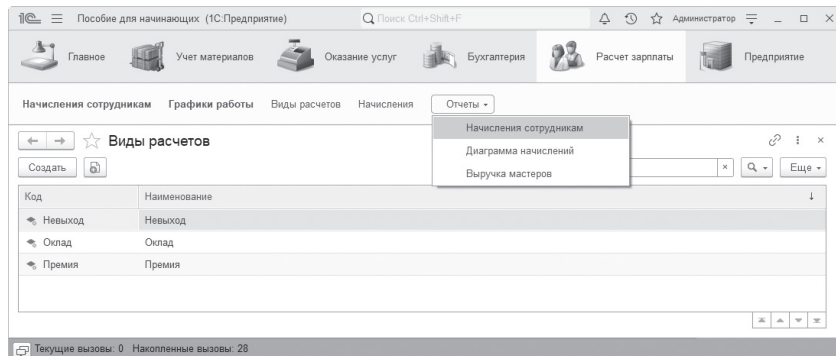 1С Пособие для начинающих (1С:Предприятие) Поиск Ctrl+Shift+F Администратор
Главное Учет материалов Оказание услуг Бухгалтерия Расчет зарплаты Предприятие
Начисления сотрудникам Графики работы Виды расчетов Начисления Отчеты
Начисления сотрудникам
Диаграмма начислений
Выручка мастеров
Виды расчетов
Создать Еще
Код Наименование
Невыход Невыход
Оклад Оклад
Премия Премия
Текущие вызовы: 0 Накопленные вызовы: 28